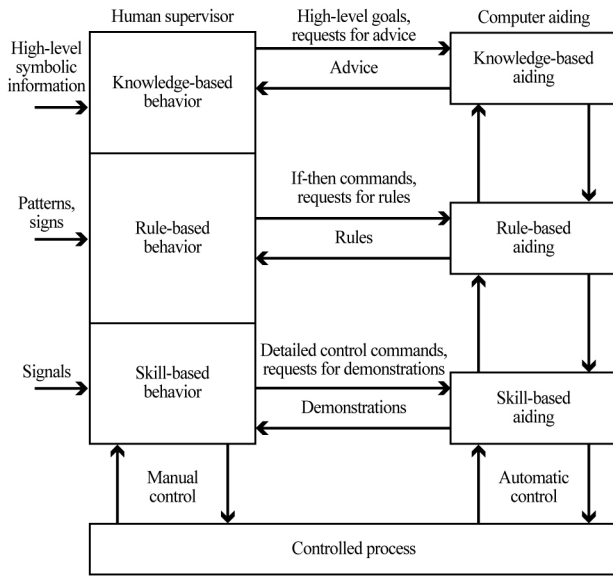 Human supervisor
High-level goals,
requests for advice
Computer aiding
High-level
symbolic
information
Knowledge-based
behavior
Advice
Knowledge-based
aiding
Patterns,
signs
Rule-based
behavior
If-then commands,
requests for rules
Rules
Rule-based
aiding
Signals
Skill-based
behavior
Detailed control commands,
requests for demonstrations
Demonstrations
Skill-based
aiding
Manual
control
Automatic
control
Controlled process